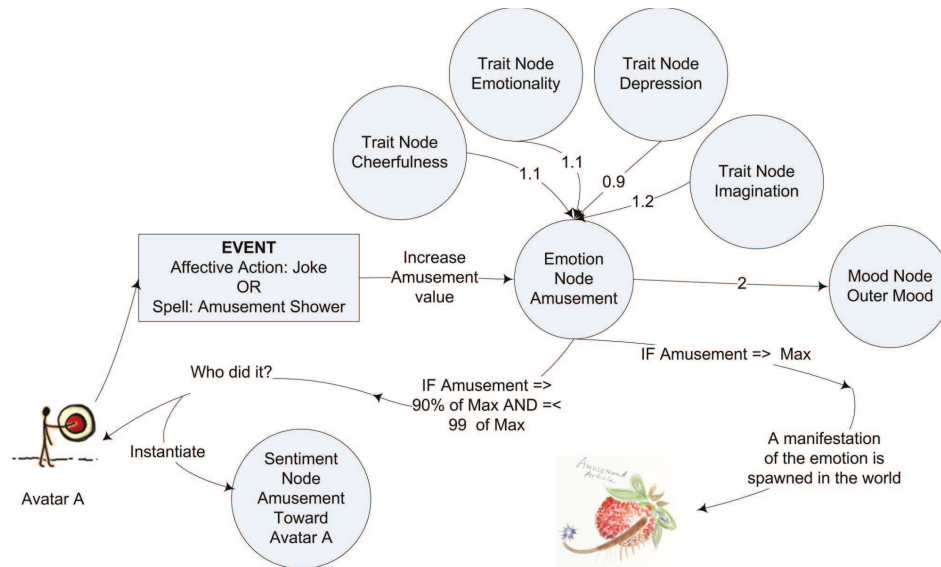 Trait Node
Emotionality
Trait Node
Depression
Trait Node
Cheerfulness
Trait Node
Imagination
1.1
1.1
0.9
1.2
EVENT
Affective Action: Joke
OR
Spell: Amusement Shower
Increase
Amusement
value
Emotion
Node
Amusement
2
Mood Node
Outer Mood
IF Amusement => Max
Who did it?
IF Amusement =>
90% of Max AND =<
99 of Max
Instantiate
Avatar A
Sentiment
Node
Amusement
Toward
Avatar A
Amusement
Article
A manifestation
of the emotion is
spawned in the world